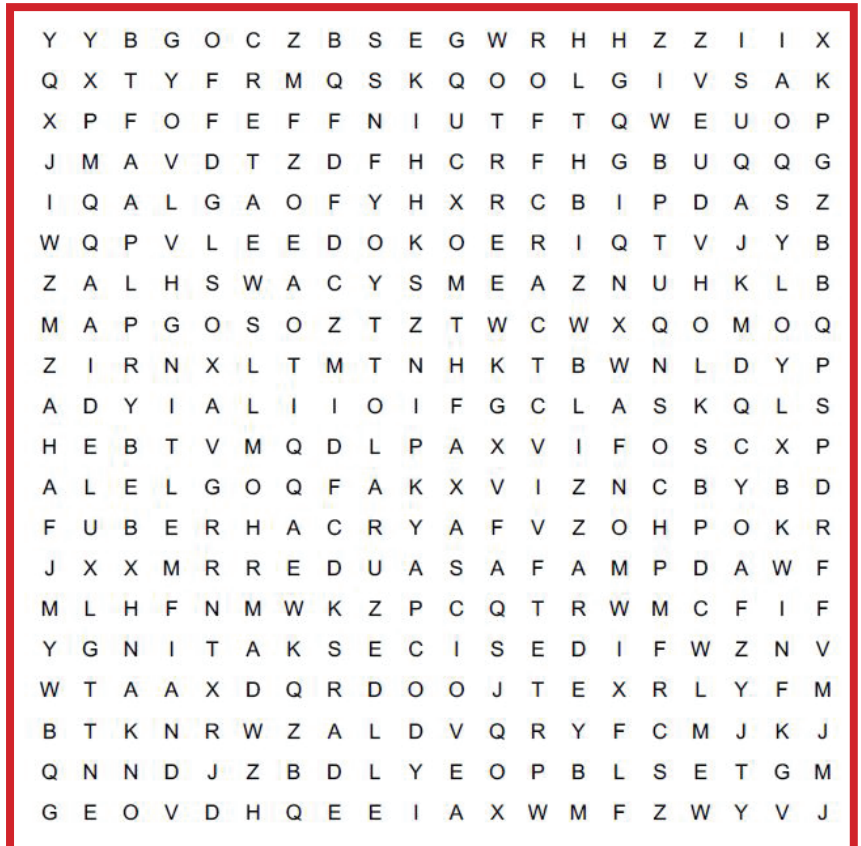 Y Y B G O C Z B S E G W R H H Z Z I I X
Q X T Y F R M Q S K Q O O L G I V S A K
X P F O F E F F N I U T F T Q W E U O P
J M A V D T Z D F H C R F H G B U Q Q G
I Q A L G A O F Y H X R C B I P D A S Z
W Q P V L E E D O K O E R I Q T V J Y B
Z A L H S W A C Y S M E A Z N U H K L B
M A P G O S O Z T Z T W C W X Q O M O Q
Z I R N X L T M T N H K T B W N L D Y P
A D Y I A L I I O I F G C L A S K Q L S
H E B T V M Q D L P A X V I F O S C X P
A L E L G O Q F A K X V I Z N C B Y B D
F U B E R H A C R Y A F V Z O H P O K R
J X X M R R E D U A S A F A M P D A W F
M L H F N M W K Z P C Q T R W M C F I F
Y G N I T A K S E C I S E D I F W Z N V
W T A A X D Q R D O O J T E X R L Y F M
B T K N R W Z A L D V Q R Y F C M J K J
Q N N D J Z B D L Y E O P B L S E T G M
G E O V D H Q E E I A X W M F Z W Y V J